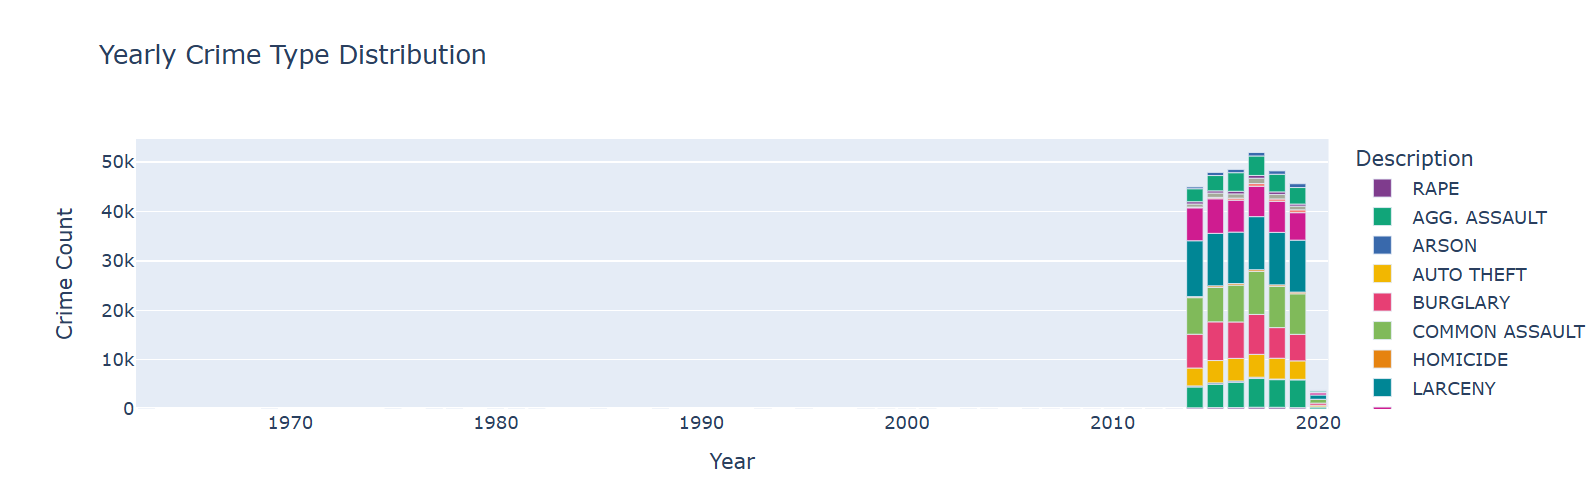 Yearly Crime Type Distribution
50k
40k
30k
20k
10k
0
Crime Count
1970
1980
1990
2000
2010
2020
Year
Description
RAPE
AGG. ASSAULT
ARSON
AUTO THEFT
BURGLARY
COMMON ASSAULT
HOMICIDE
LARCENY